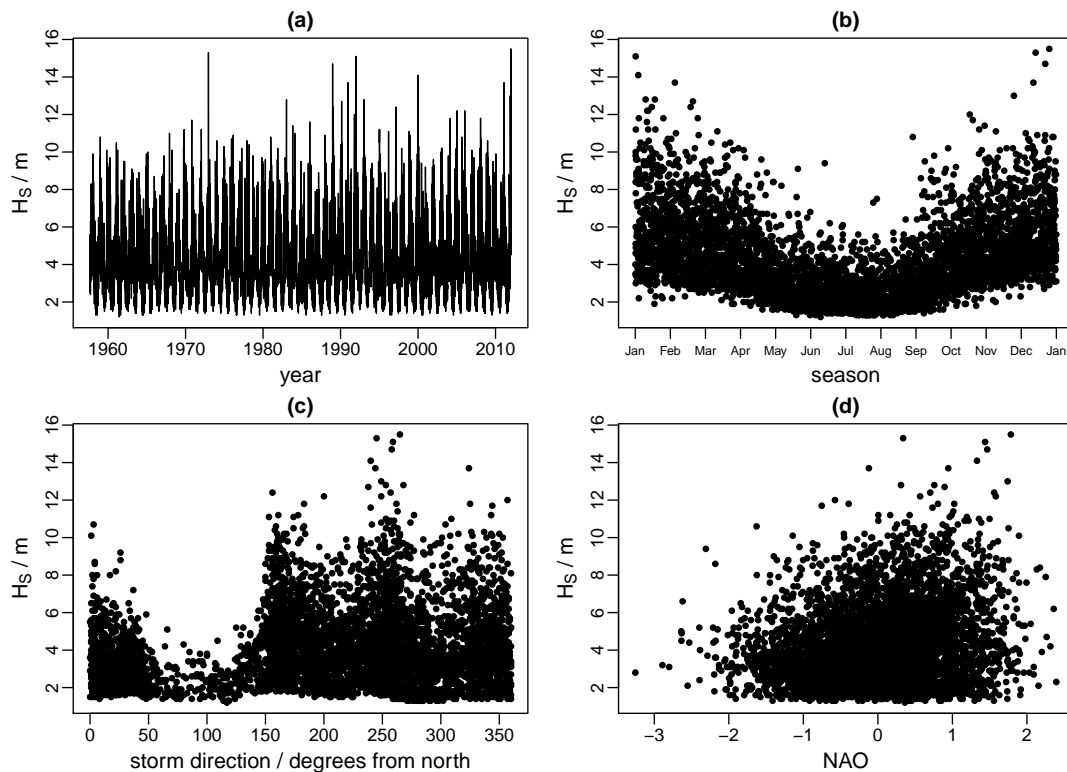 (a)
16
14
12
10
8
6
4
2
HS / m
1960 1970 1980 1990 2000 2010
year
(b)
16
14
12
10
8
6
4
2
HS / m
Jan Feb Mar Apr May Jun Jul Aug Sep Oct Nov Dec Jan
season
(c)
16
14
12
10
8
6
4
2
HS / m
0 50 100 150 200 250 300 350
storm direction / degrees from north
(d)
16
14
12
10
8
6
4
2
HS / m
−3 −2 −1 0 1 2
NAO